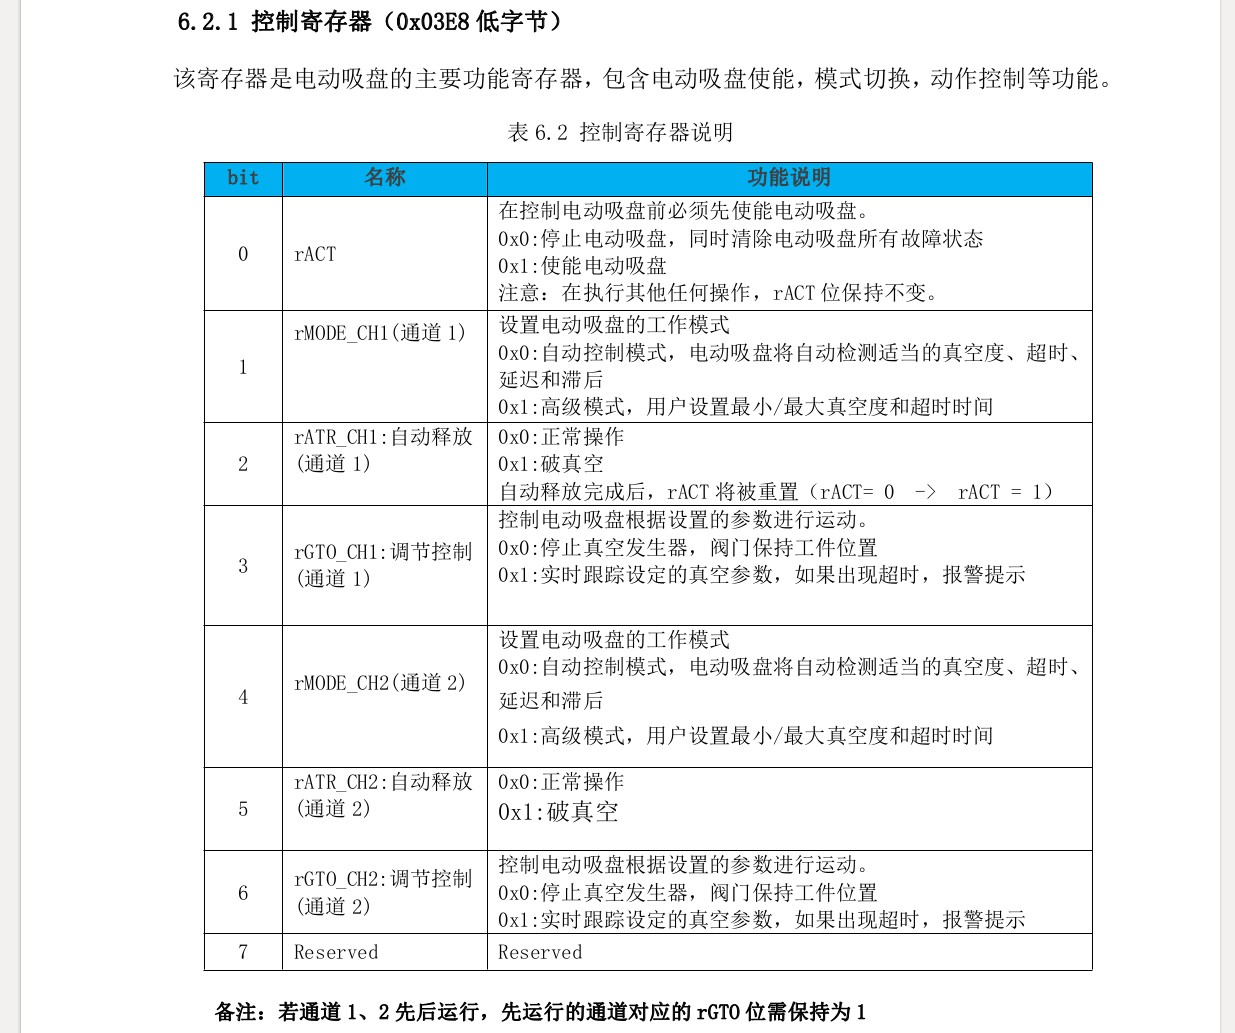 6.2.1 控制寄存器（0x03E8 低字节）
该寄存器是电动吸盘的主要功能寄存器，包含电动吸盘使能，模式切换，动作控制等功能。
表 6.2 控制寄存器说明
bit 名称 功能说明
0 rACT
在控制电动吸盘前必须先使能电动吸盘。
0x0:停止电动吸盘，同时清除电动吸盘所有故障状态
0x1:使能电动吸盘
注意：在执行其他任何操作，rACT 位保持不变。
1 rMODE_CH1(通道 1)
设置电动吸盘的工作模式
0x0:自动控制模式，电动吸盘将自动检测适当的真空度、超时、
延迟和滞后
0x1:高级模式，用户设置最小/最大真空度和超时时间
2
rATR_CH1:自动释放
(通道 1)
0x0:正常操作
0x1:破真空
自动释放完成后，rACT 将被重置（rACT= 0 -> rACT = 1）
3
rGTO_CH1:调节控制
(通道 1)
控制电动吸盘根据设置的参数进行运动。
0x0:停止真空发生器，阀门保持工件位置
0x1:实时跟踪设定的真空参数，如果出现超时，报警提示
4 rMODE_CH2(通道 2)
设置电动吸盘的工作模式
0x0:自动控制模式，电动吸盘将自动检测适当的真空度、超时、
延迟和滞后
0x1:高级模式，用户设置最小/最大真空度和超时时间
5
rATR_CH2:自动释放
(通道 2)
0x0:正常操作
0x1:破真空
6
rGTO_CH2:调节控制
(通道 2)
控制电动吸盘根据设置的参数进行运动。
0x0:停止真空发生器，阀门保持工件位置
0x1:实时跟踪设定的真空参数，如果出现超时，报警提示
7 Reserved Reserved
备注：若通道 1、2 先后运行，先运行的通道对应的 rGTO 位需保持为 1